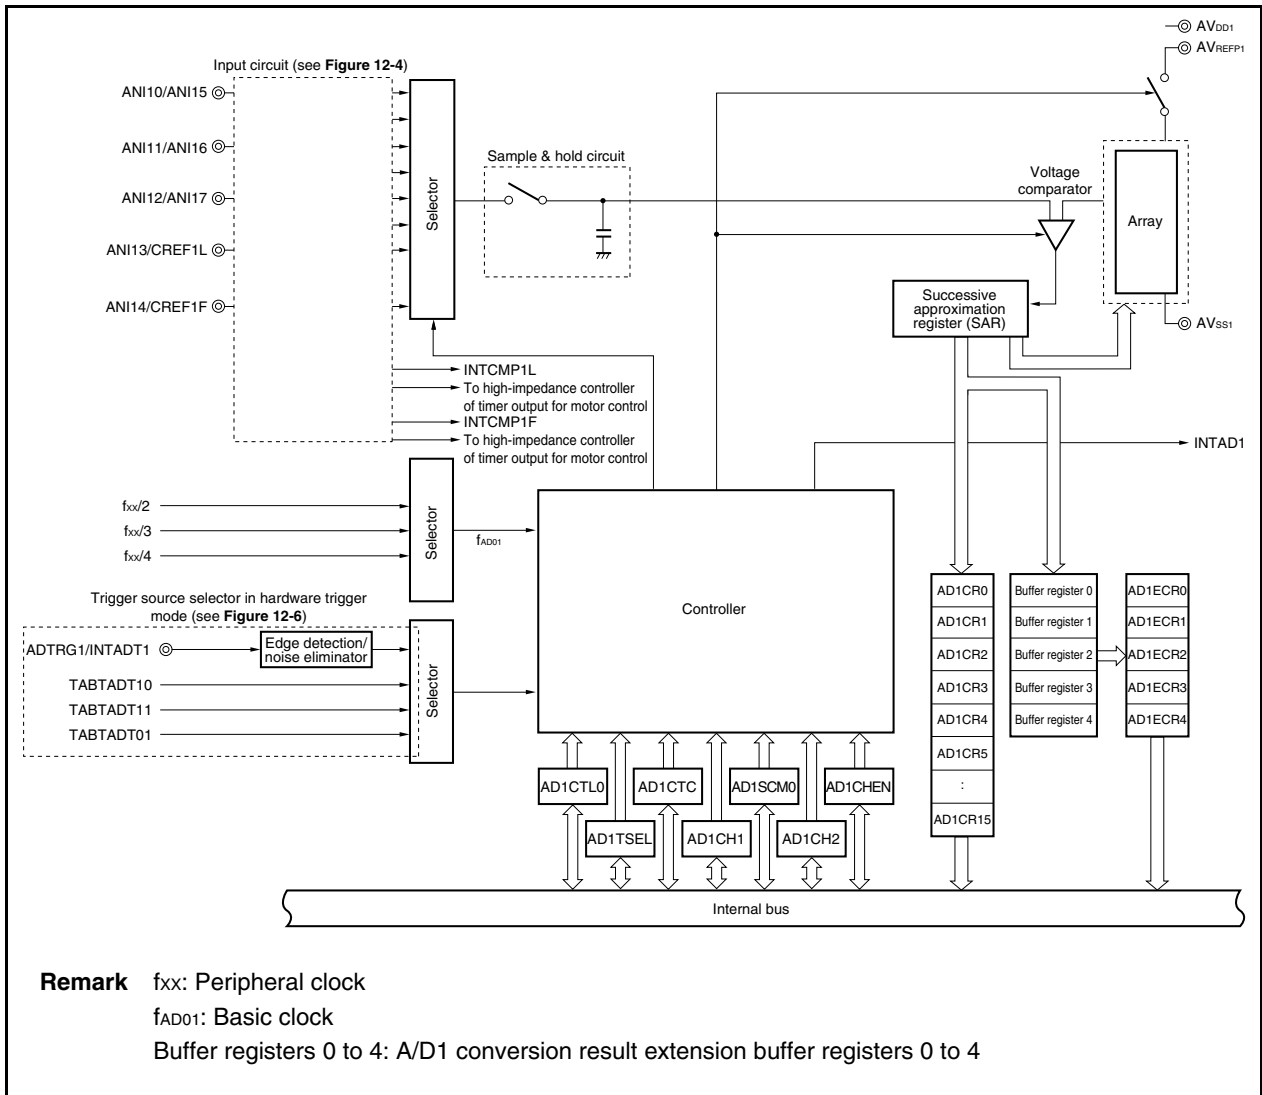 AVDD1
AVREFP1
Input circuit (see Figure 12-4)
ANI10/ANI15
ANI11/ANI16
ANI12/ANI17
ANI13/CREF1L
ANI14/CREF1F
Selector
Sample & hold circuit
Voltage
comparator
Array
Successive
approximation
register (SAR)
AVSS1
INTCMP1L
To high-impedance controller
of timer output for motor control
INTCMP1F
To high-impedance controller
of timer output for motor control
INTAD1
fxx/2
fxx/3
fxx/4
Selector
fAD01
Controller
Trigger source selector in hardware trigger
mode (see Figure 12-6)
ADTRG1/INTADT1
Edge detection/
noise eliminator
TABTADT10
TABTADT11
TABTADT01
Selector
AD1CR0
AD1CR1
AD1CR2
AD1CR3
AD1CR4
AD1CR5
:
AD1CR15
Buffer register 0
Buffer register 1
Buffer register 2
Buffer register 3
Buffer register 4
AD1ECR0
AD1ECR1
AD1ECR2
AD1ECR3
AD1ECR4
AD1CTL0
AD1CTC
AD1SCM0
AD1CHEN
AD1TSEL
AD1CH1
AD1CH2
Internal bus
Remark fxx: Peripheral clock
fAD01: Basic clock
Buffer registers 0 to 4: A/D1 conversion result extension buffer registers 0 to 4